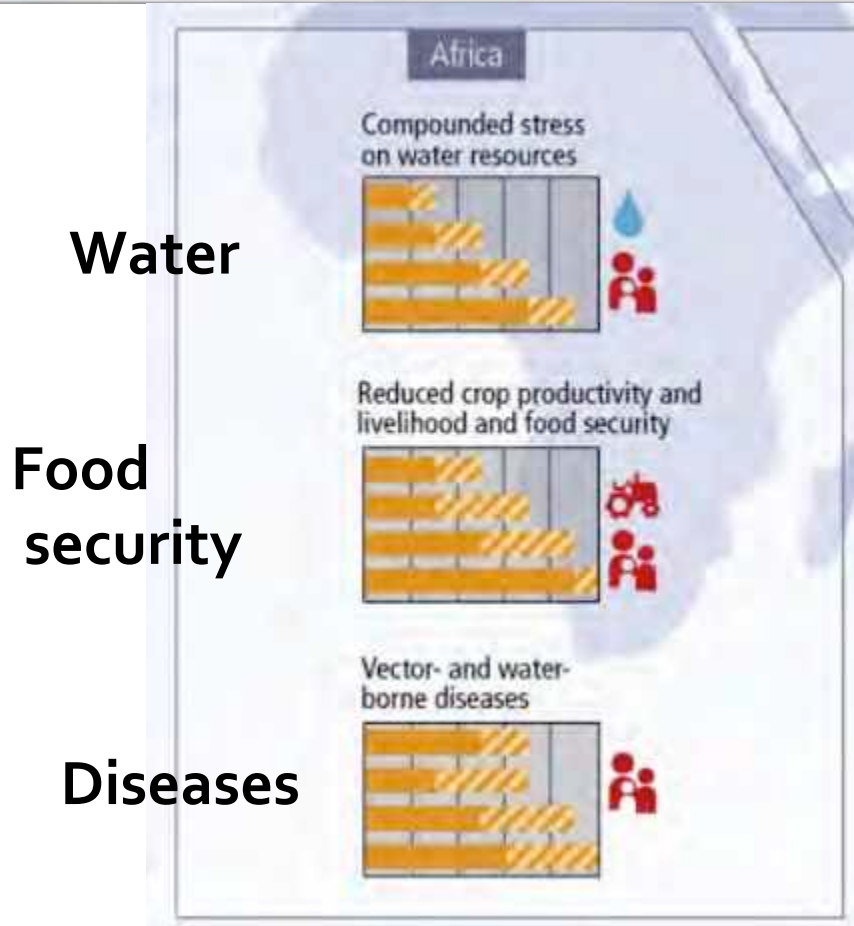 Africa
Compounded stress
on water resources
Water
Reduced crop productivity and
livelihood and food security
Food
security
Vector- and water-
borne diseases
Diseases